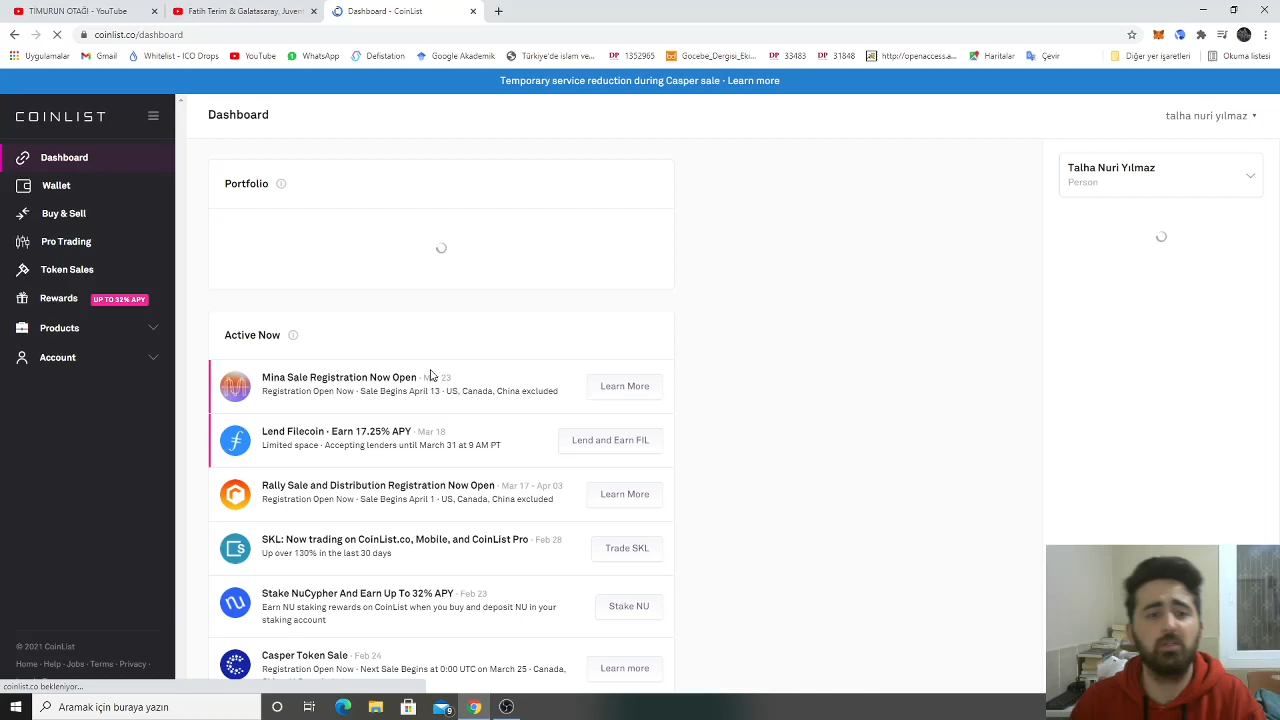 TİMURUN OTAĞI - YouTube
Fatih Terim & Galatasaray, Juvent
Dashboard - CoinList
coinlist.co/dashboard
Uygulamalar
Gmail
Whitelist - ICO Drops
YouTube
WhatsApp
Defistation
Google Akademik
Türkiye'de islam ve...
1352965
Gocebe_Dergisi_Ek...
33483
31848
http://openaccess.a...
Haritalar
Çevir
Diğer yer işaretleri
Okuma listesi
Temporary service reduction during Casper sale - Learn more
COINLIST
Dashboard
talha nuri yılmaz
Dashboard
Wallet
Buy & Sell
Pro Trading
Token Sales
Rewards UP TO 32% APY
Products
Account
Portfolio
Talha Nuri Yılmaz
Person
Active Now
Mina Sale Registration Now Open - 23
Registration Open Now · Sale Begins April 13 · US, Canada, China excluded
Learn More
Lend Filecoin · Earn 17.25% APY - Mar 18
Limited space · Accepting lenders until March 31 at 9 AM PT
Lend and Earn FIL
Rally Sale and Distribution Registration Now Open - Mar 17 - Apr 03
Registration Open Now · Sale Begins April 1 · US, Canada, China excluded
Learn More
SKL: Now trading on CoinList.co, Mobile, and CoinList Pro - Feb 28
Up over 130% in the last 30 days
Trade SKL
Stake NuCypher And Earn Up To 32% APY - Feb 23
Earn NU staking rewards on CoinList when you buy and deposit NU in your
staking account
Stake NU
Casper Token Sale - Feb 24
Registration Open Now · Next Sale Begins at 0:00 UTC on March 25 · Canada,
Learn more
© 2021 CoinList
Home · Help · Jobs · Terms · Privacy ·
coinlist.co bekleniyor...
Aramak için buraya yazın
9